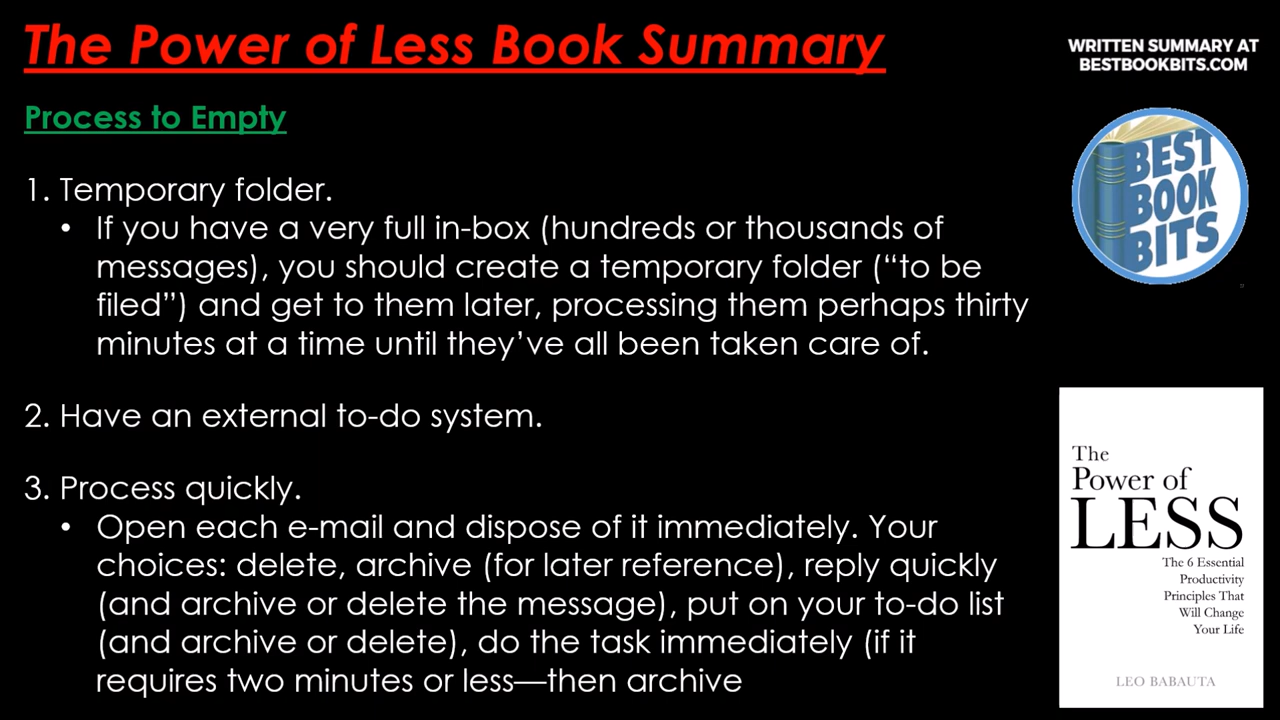 The Power of Less Book Summary
WRITTEN SUMMARY AT
BESTBOOKBITS.COM
Process to Empty
BEST
BOOK
BITS
1. Temporary folder.
• If you have a very full in-box (hundreds or thousands of
messages), you should create a temporary folder (“to be
filed”) and get to them later, processing them perhaps thirty
minutes at a time until they’ve all been taken care of.
2. Have an external to-do system.
3. Process quickly.
• Open each e-mail and dispose of it immediately. Your
choices: delete, archive (for later reference), reply quickly
(and archive or delete the message), put on your to-do list
(and archive or delete), do the task immediately (if it
requires two minutes or less—then archive
The
Power of
LESS
The 6 Essential
Productivity
Principles That
Will Change
Your Life
LEO BABAUTA